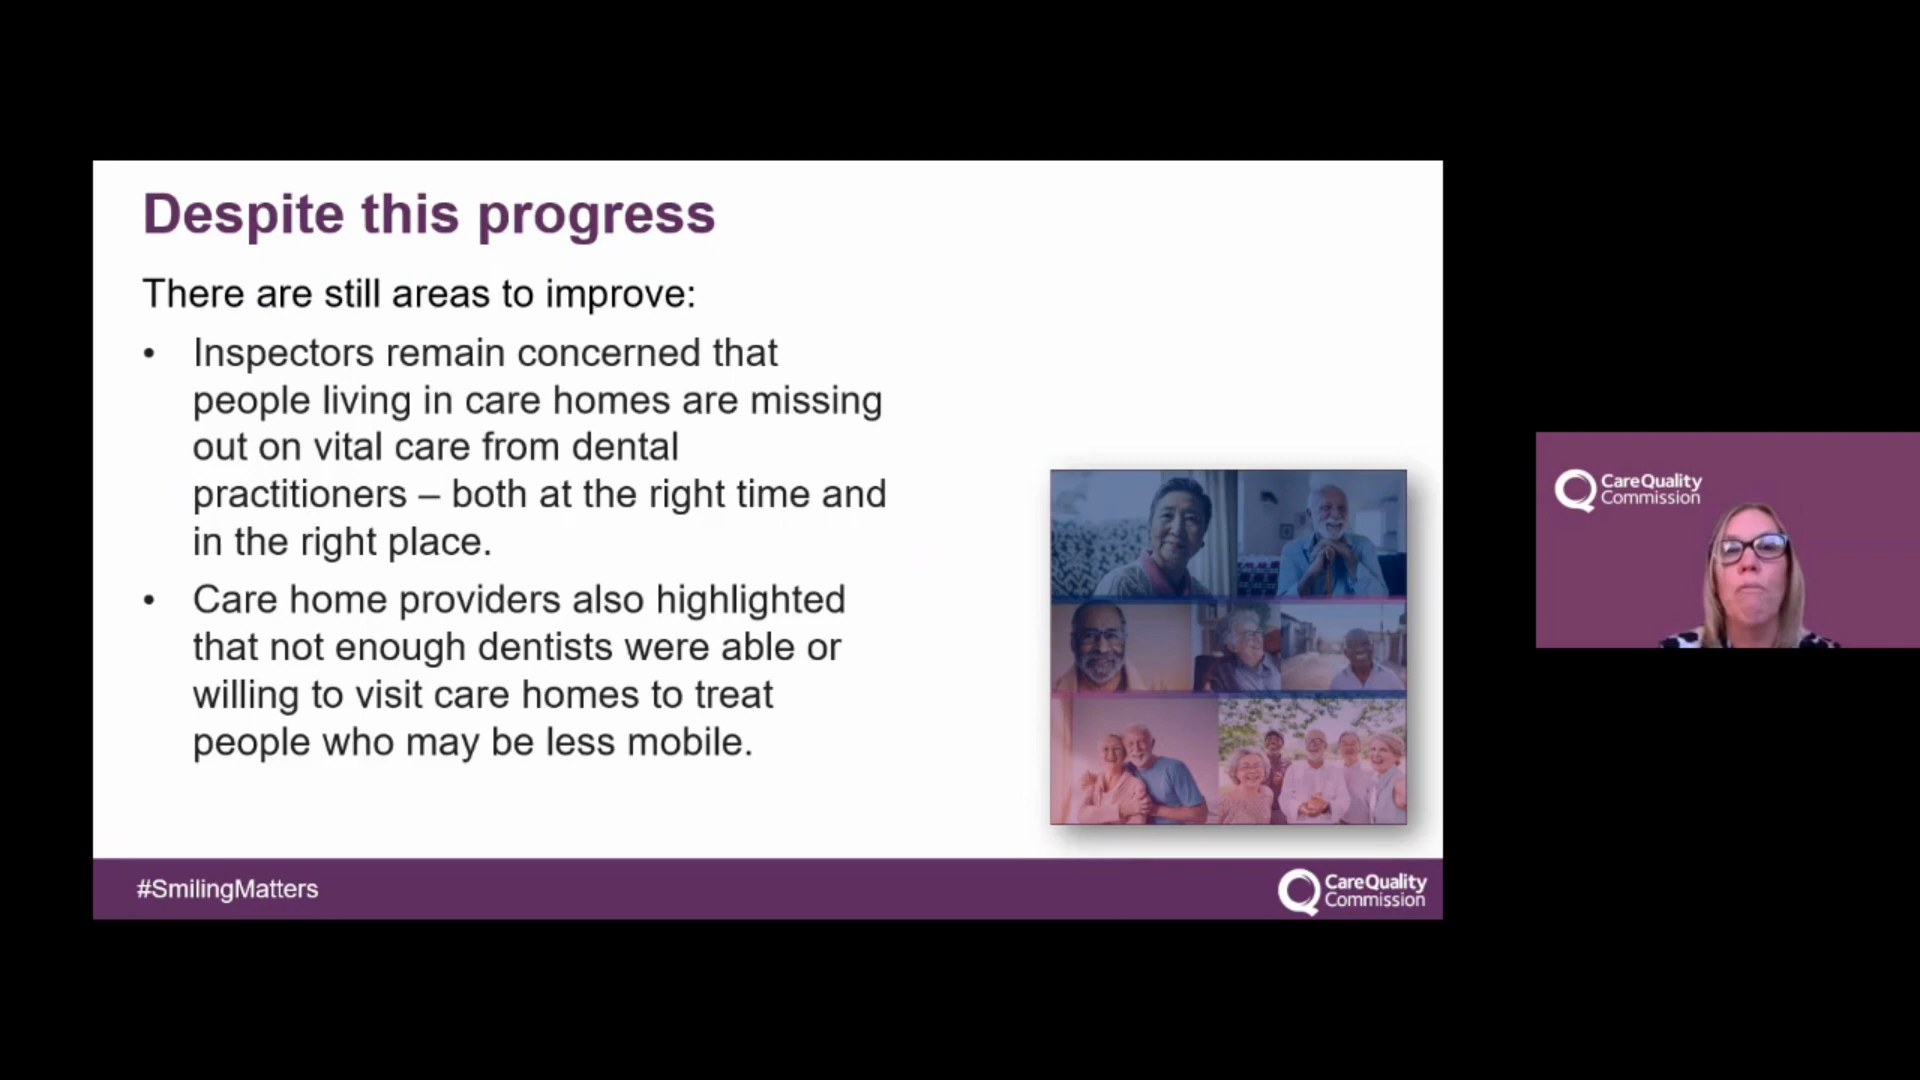 Despite this progress
There are still areas to improve:
• Inspectors remain concerned that
people living in care homes are missing
out on vital care from dental
practitioners – both at the right time and
in the right place.
• Care home providers also highlighted
that not enough dentists were able or
willing to visit care homes to treat
people who may be less mobile.
#SmilingMatters
CareQuality
Commission
CareQuality
Commission